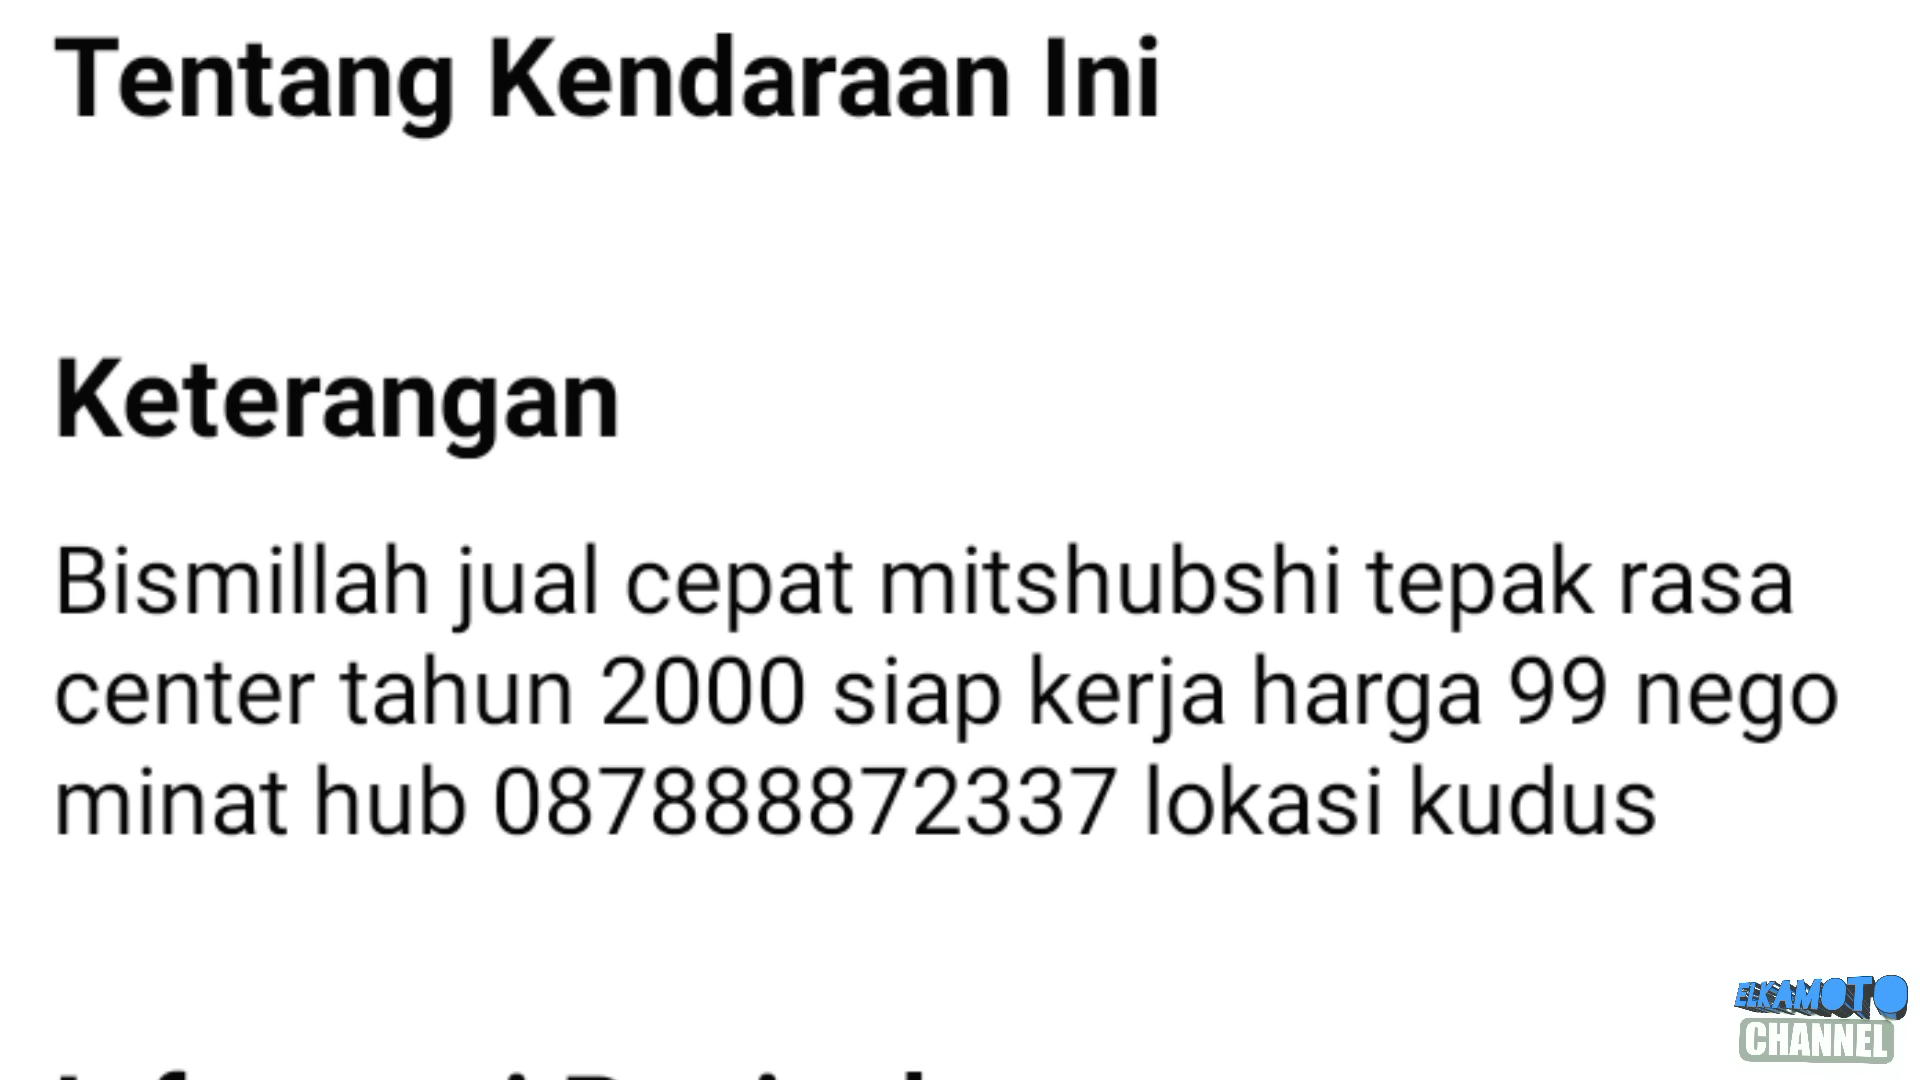 Tentang Kendaraan Ini
Keterangan
Bismillah jual cepat mitshubshi tepak rasa
center tahun 2000 siap kerja harga 99 nego
minat hub 087888872337 lokasi kudus
ELKAMOTO
CHANNEL